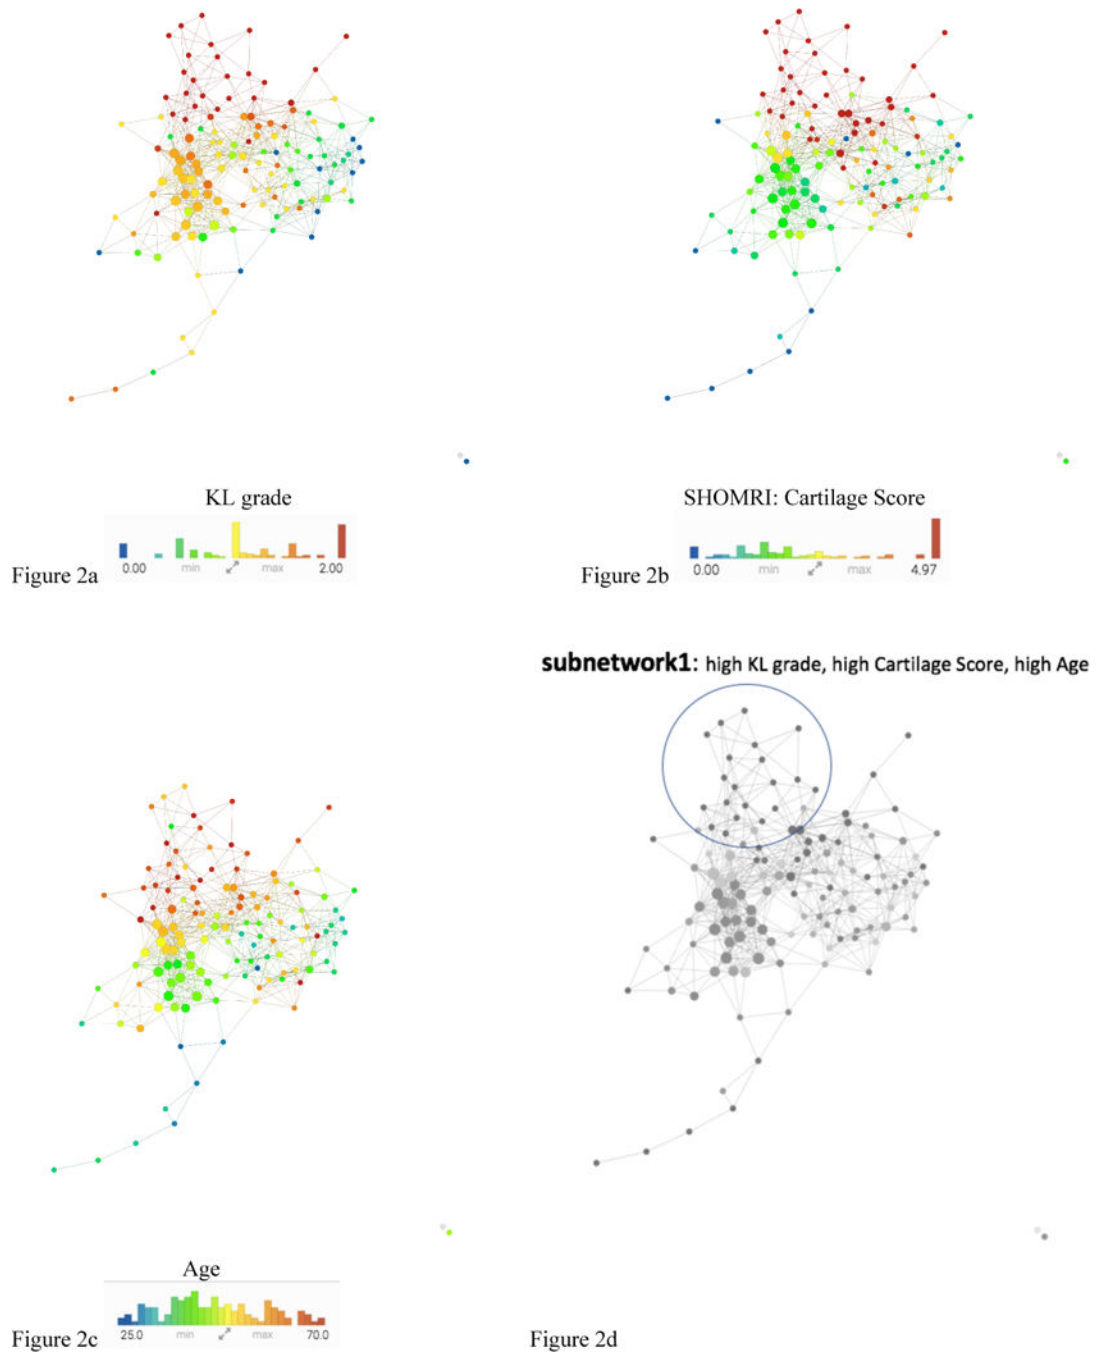 KL grade
0.00 min max 2.00
Figure 2a
SHOMRI: Cartilage Score
0.00 min max 4.97
Figure 2b
subnetwork1: high KL grade, high Cartilage Score, high Age
Age
25.0 min max 70.0
Figure 2c
Figure 2d